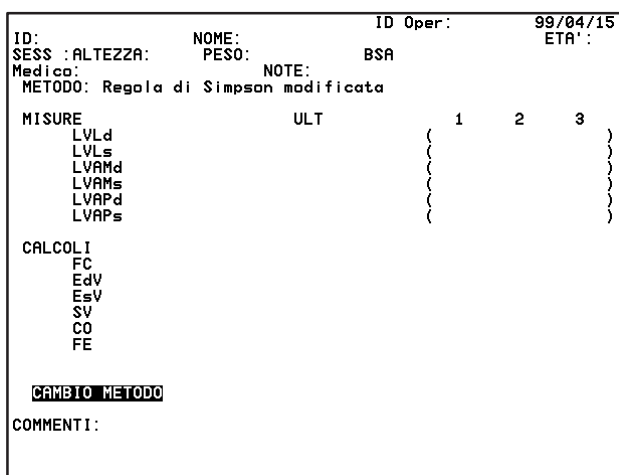 ID Oper: 99/04/15
ID: NOME: ETA':
SESS :ALTEZZA: PESO: BSA
Medico: NOTE:
METODO: Regola di Simpson modificata
MISURE ULT 1 2 3
LVLd ( )
LVLs ( )
LVAMd ( )
LVAMs ( )
LVAPd ( )
LVAPs ( )
CALCOLI
FC
EdV
EsV
SV
CO
FE
CAMBIO METODO
COMMENTI: